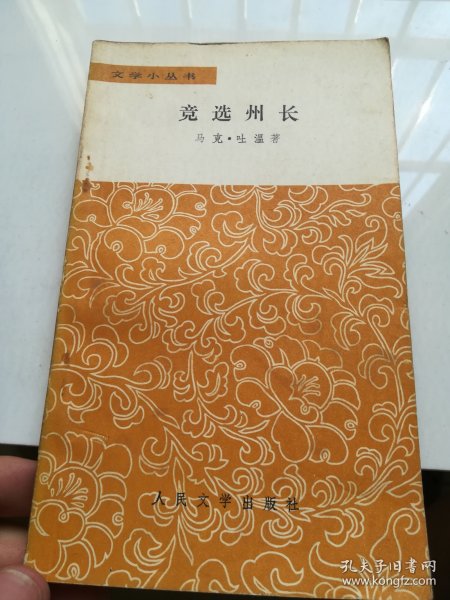 文学小丛书
竞选州长
马克·吐温著
人民文学出版社
孔夫子旧书网
www.kongfz.com